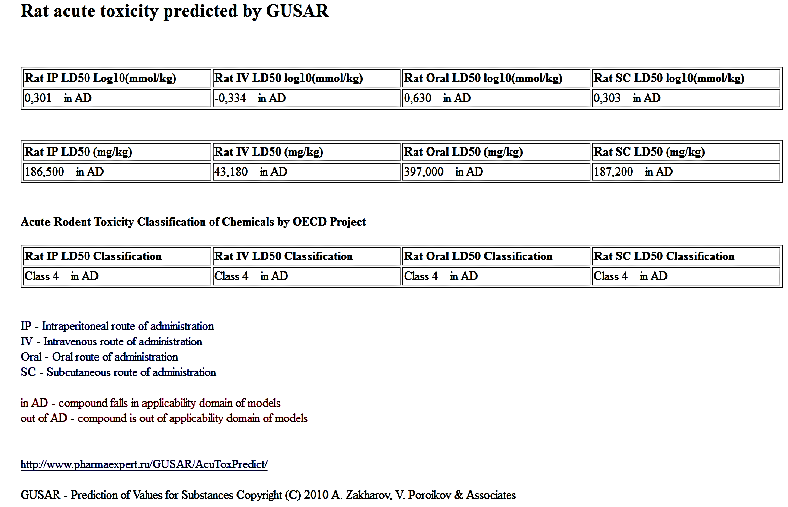 Rat acute toxicity predicted by GUSAR
Rat IP LD50 Log10(mmol/kg) Rat IV LD50 log10(mmol/kg) Rat Oral LD50 log10(mmol/kg) Rat SC LD50 log10(mmol/kg)
0,301 in AD -0,334 in AD 0,630 in AD 0,303 in AD
Rat IP LD50 (mg/kg) Rat IV LD50 (mg/kg) Rat Oral LD50 (mg/kg) Rat SC LD50 (mg/kg)
186,500 in AD 43,180 in AD 397,000 in AD 187,200 in AD
Acute Rodent Toxicity Classification of Chemicals by OECD Project
Rat IP LD50 Classification Rat IV LD50 Classification Rat Oral LD50 Classification Rat SC LD50 Classification
Class 4 in AD Class 4 in AD Class 4 in AD Class 4 in AD
IP - Intraperitoneal route of administration
IV - Intravenous route of administration
Oral - Oral route of administration
SC - Subcutaneous route of administration
in AD - compound falls in applicability domain of models
out of AD - compound is out of applicability domain of models
http://www.pharmaexpert.ru/GUSAR/AcuToxPredict/
GUSAR - Prediction of Values for Substances Copyright (C) 2010 A. Zakharov, V. Poroikov & Associates